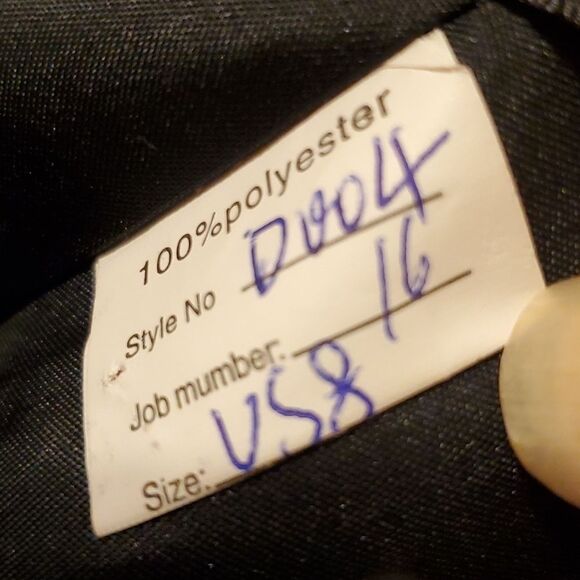 100%polyester
Style No D004
Job mumber: 16
Size: US8